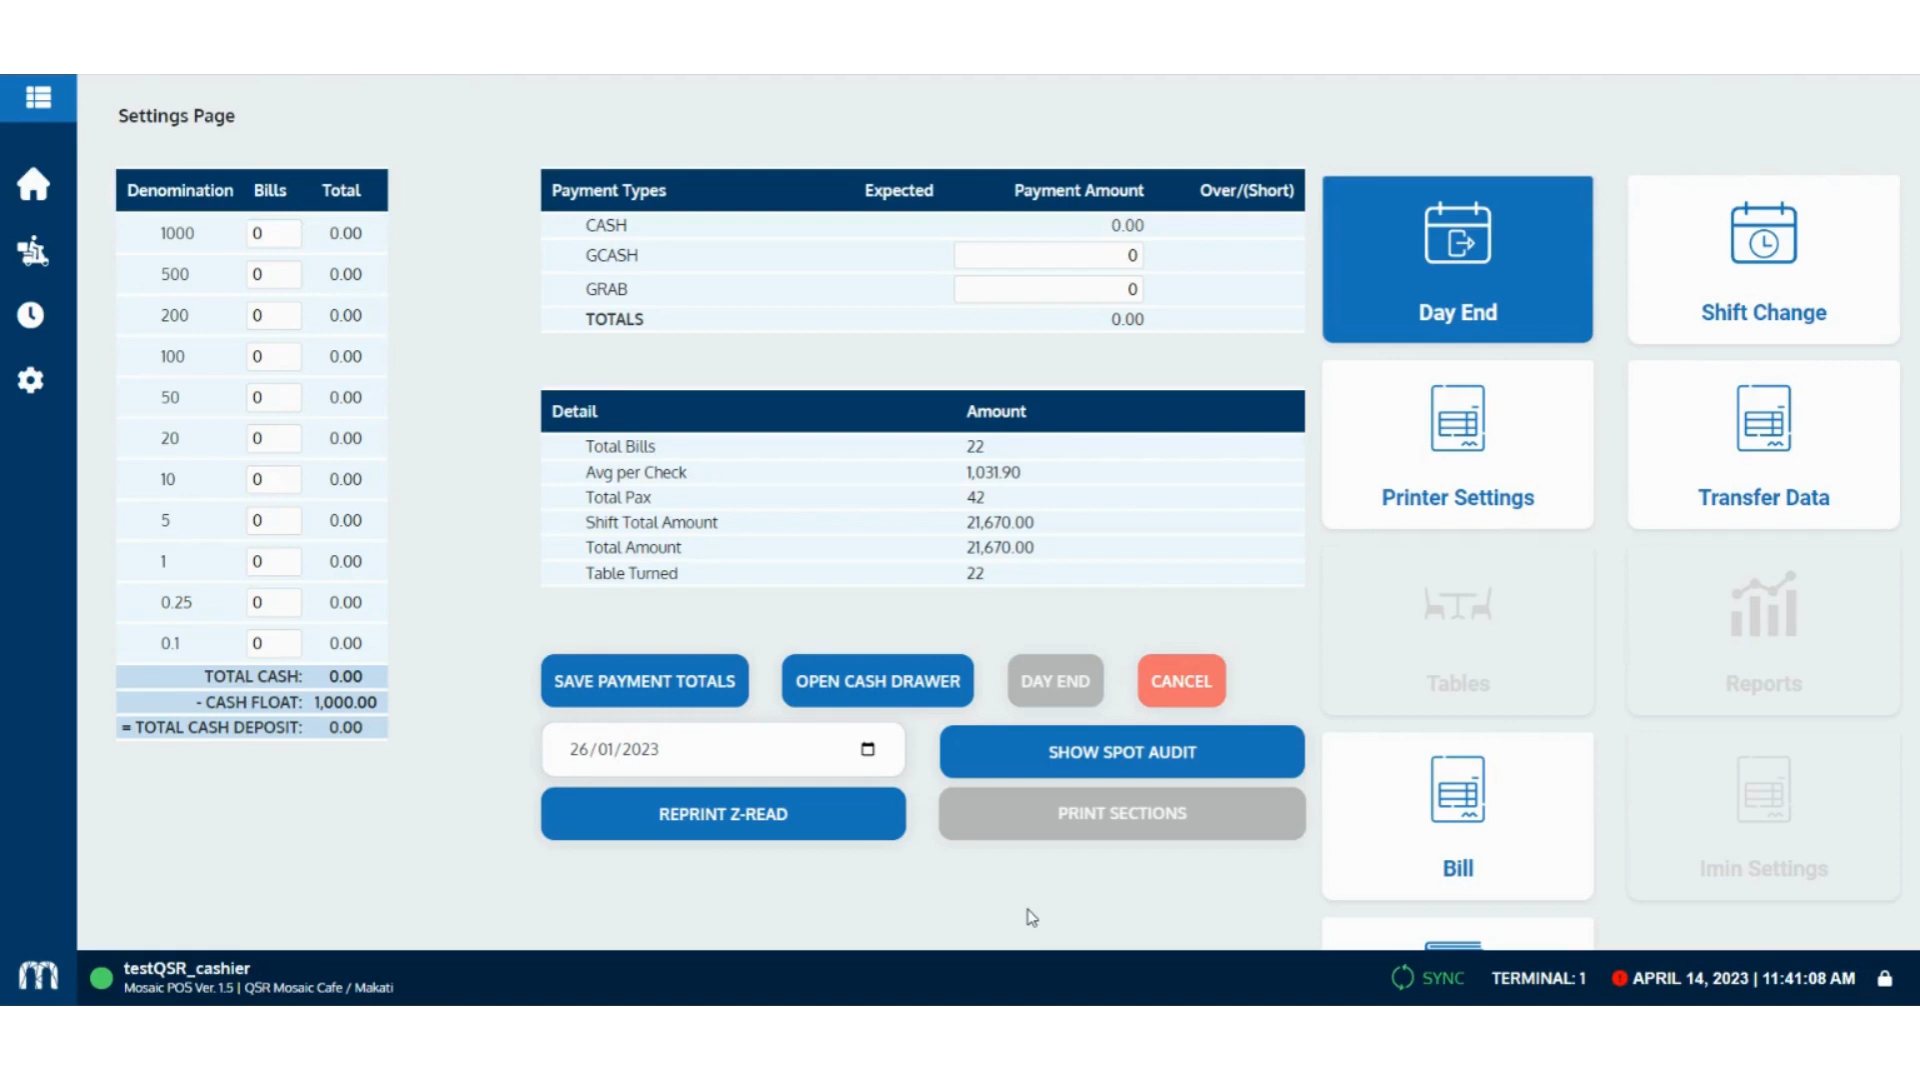 Settings Page
Denomination Bills Total
1000 0 0.00
500 0 0.00
200 0 0.00
100 0 0.00
50 0 0.00
20 0 0.00
10 0 0.00
5 0 0.00
1 0 0.00
0.25 0 0.00
0.1 0 0.00
TOTAL CASH: 0.00
- CASH FLOAT: 1,000.00
= TOTAL CASH DEPOSIT: 0.00
Payment Types Expected Payment Amount Over/(Short)
CASH 0.00
GCASH 0
GRAB 0
TOTALS 0.00
Detail Amount
Total Bills 22
Avg per Check 1,031.90
Total Pax 42
Shift Total Amount 21,670.00
Total Amount 21,670.00
Table Turned 22
SAVE PAYMENT TOTALS OPEN CASH DRAWER DAY END CANCEL
26/01/2023 SHOW SPOT AUDIT
REPRINT Z-READ PRINT SECTIONS
Day End Shift Change
Printer Settings Transfer Data
Tables Reports
Bill Imin Settings
testQSR_cashier
Mosaic POS Ver. 1.5 | QSR Mosaic Cafe / Makati
SYNC TERMINAL: 1 APRIL 14, 2023 | 11:41:08 AM